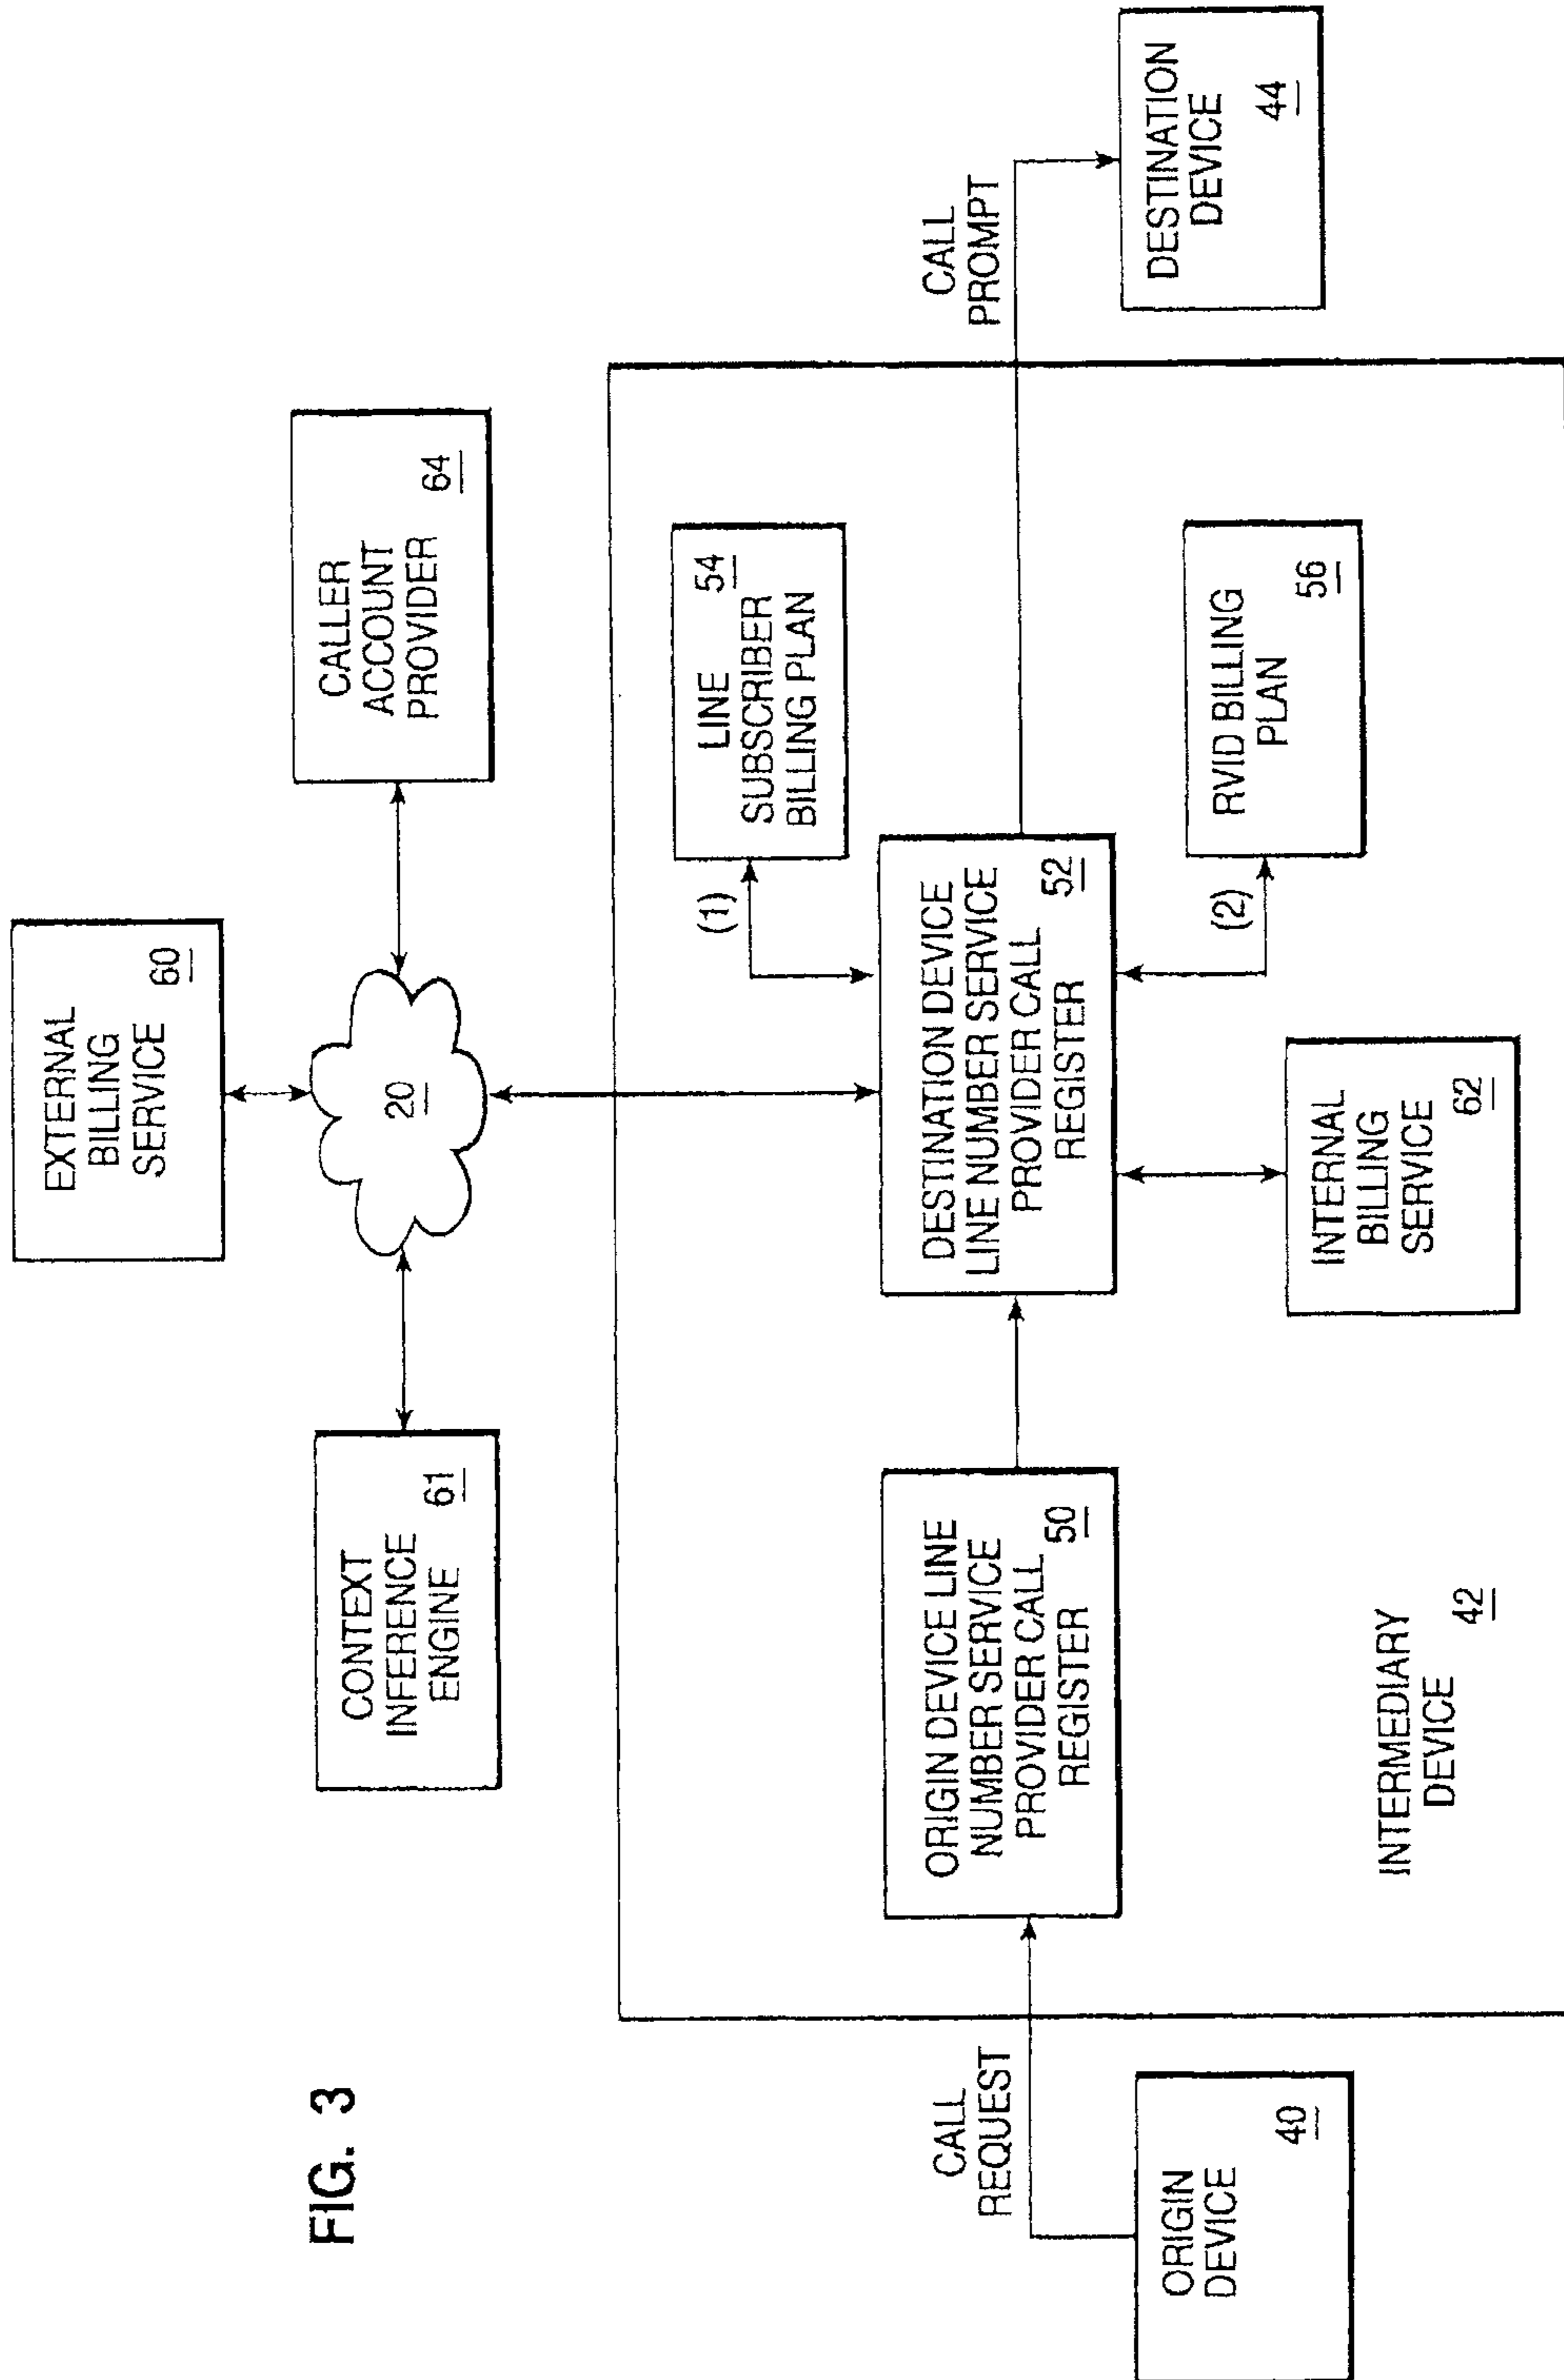 FIG. 3
EXTERNAL
BILLING
SERVICE
60
CONTEXT
INFERENCE
ENGINE
61
20
CALLER
ACCOUNT
PROVIDER
64
LINE
54
SUBSCRIBER
BILLING PLAN
(1)
CALL
REQUEST
ORIGIN DEVICE LINE
NUMBER SERVICE
PROVIDER CALL
REGISTER
50
DESTINATION DEVICE
LINE NUMBER SERVICE
PROVIDER CALL
REGISTER
52
CALL
PROMPT
ORIGIN
DEVICE
40
DESTINATION
DEVICE
44
(2)
RVID BILLING
PLAN
56
INTERNAL
BILLING
SERVICE
62
INTERMEDIARY
DEVICE
42